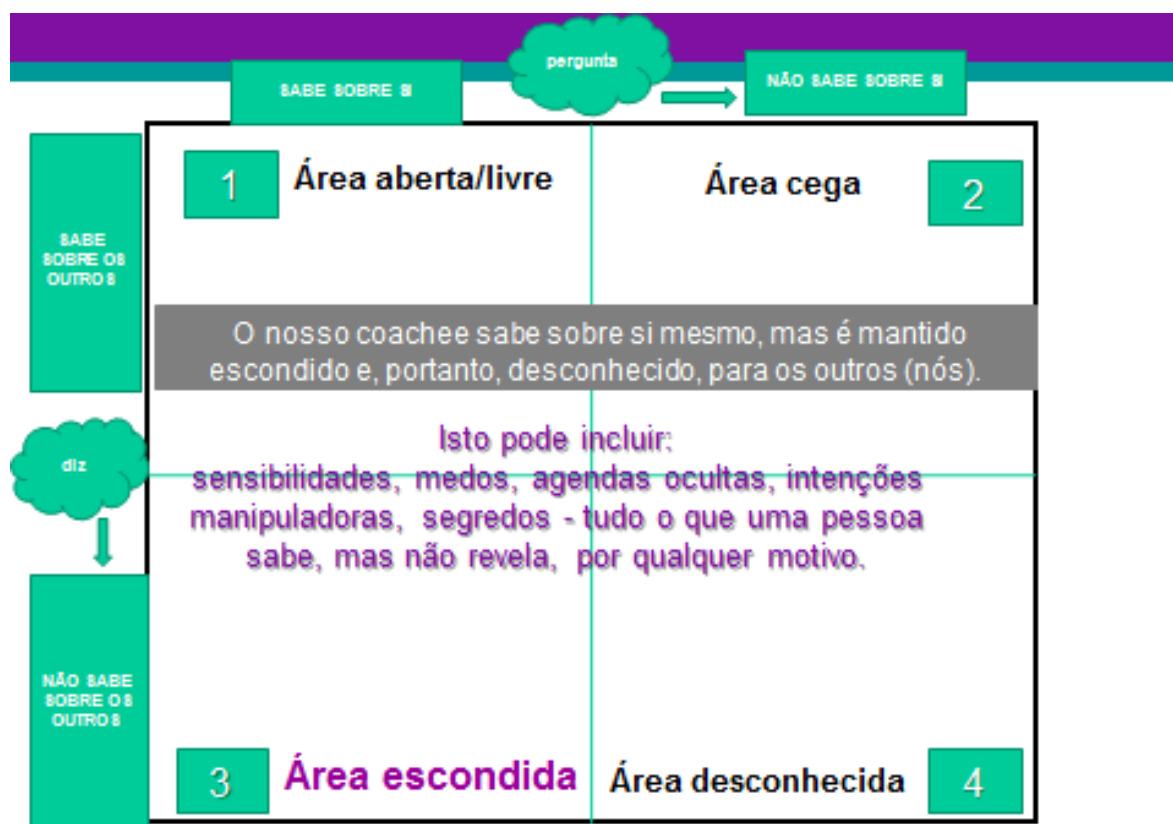 pergunta
SABE SOBRE SI
NÃO SABE SOBRE SI
1
Área aberta/livre
Área cega
2
SABE
SOBRE OS
OUTROS
O nosso coachee sabe sobre si mesmo, mas é mantido
escondido e, portanto, desconhecido, para os outros (nós).
Isto pode incluir:
sensibilidades, medos, agendas ocultas, intenções
manipuladoras, segredos - tudo o que uma pessoa
sabe, mas não revela, por qualquer motivo.
diz
NÃO SABE
SOBRE OS
OUTROS
3
Área escondida
Área desconhecida
4